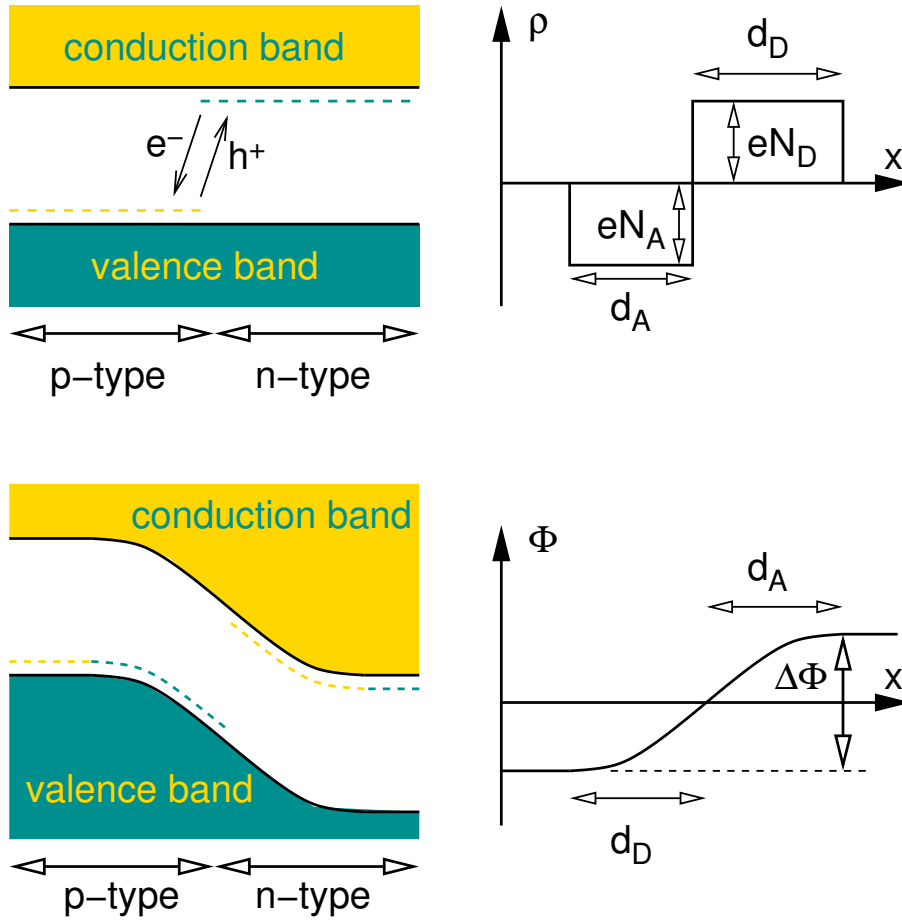 conduction band
e−
h+
valence band
p−type
n−type
ρ
d_D
eN_D
x
eN_A
d_A
conduction band
valence band
p−type
n−type
Φ
d_A
ΔΦ
x
d_D